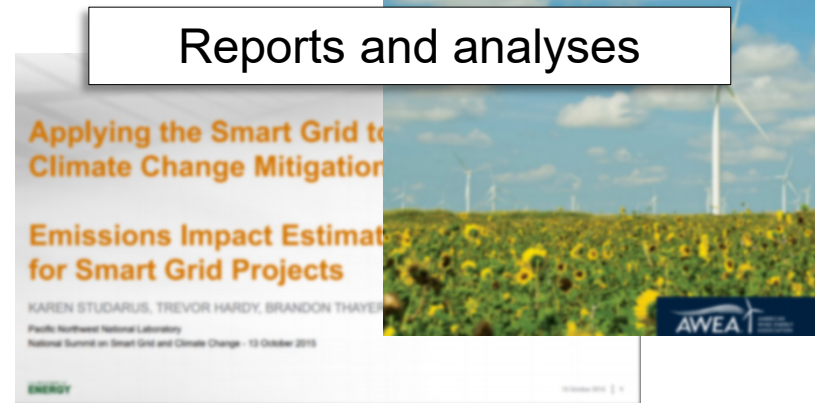 Reports and analyses
Applying the Smart Grid to
Climate Change Mitigation
Emissions Impact Estimat
for Smart Grid Projects
KAREN STUDARUS, TREVOR HARDY, BRANDON THAYER
Pacific Northwest National Laboratory
National Summit on Smart Grid and Climate Change - 13 October 2015
ENERGY
AWEA